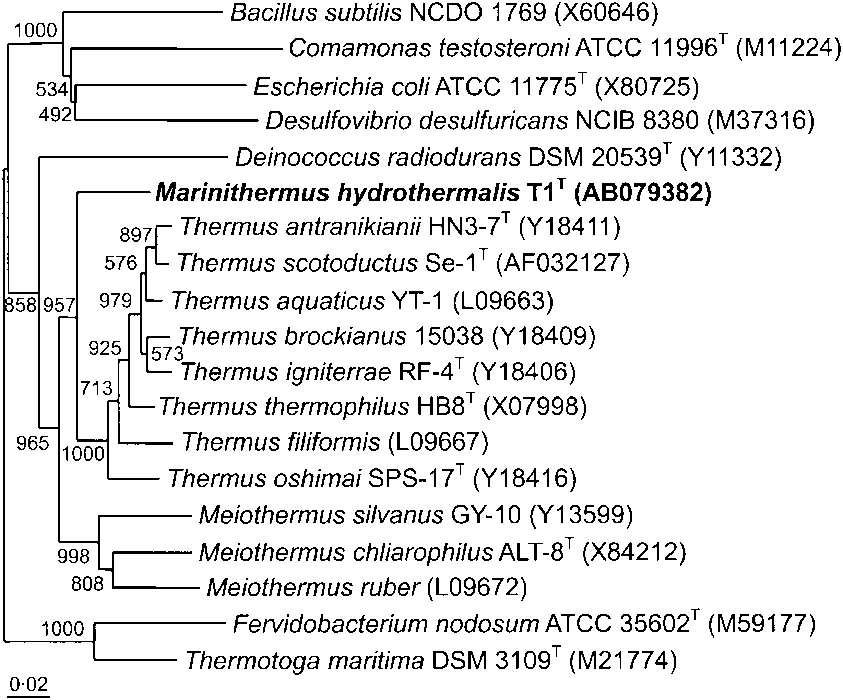 Bacillus subtilis NCDO 1769 (X60646)
1000
Comamonas testosteroni ATCC 11996ᵀ (M11224)
534
Escherichia coli ATCC 11775ᵀ (X80725)
492
Desulfovibrio desulfuricans NCIB 8380 (M37316)
Deinococcus radiodurans DSM 20539ᵀ (Y11332)
Marinithermus hydrothermalis T1ᵀ (AB079382)
Thermus antranikianii HN3-7ᵀ (Y18411)
897
576
Thermus scotoductus Se-1ᵀ (AF032127)
979
Thermus aquaticus YT-1 (L09663)
858
957
Thermus brockianus 15038 (Y18409)
925
573
Thermus igniterrae RF-4ᵀ (Y18406)
713
Thermus thermophilus HB8ᵀ (X07998)
965
Thermus filiformis (L09667)
1000
Thermus oshimai SPS-17ᵀ (Y18416)
Meiothermus silvanus GY-10 (Y13599)
998
Meiothermus chliarophilus ALT-8ᵀ (X84212)
808
Meiothermus ruber (L09672)
1000
Fervidobacterium nodosum ATCC 35602ᵀ (M59177)
Thermotoga maritima DSM 3109ᵀ (M21774)
0·02